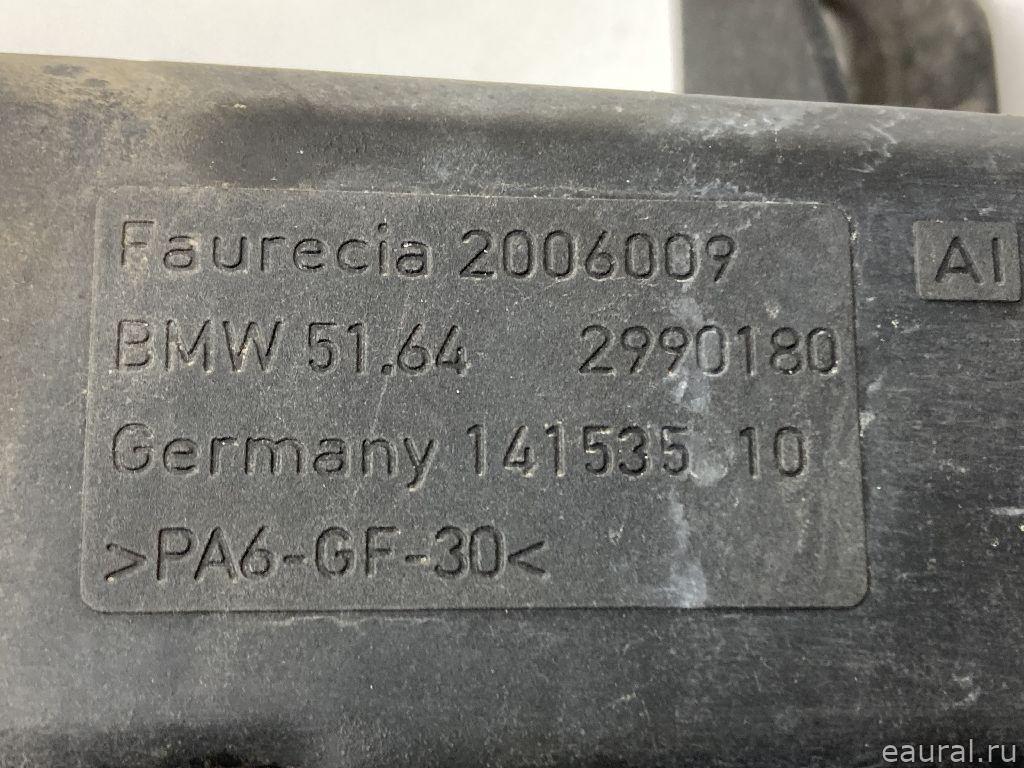 Faurecia 2006009
AI
BMW 51.64 2990180
Germany 141535 10
>PA6-GF-30<
eaural.ru